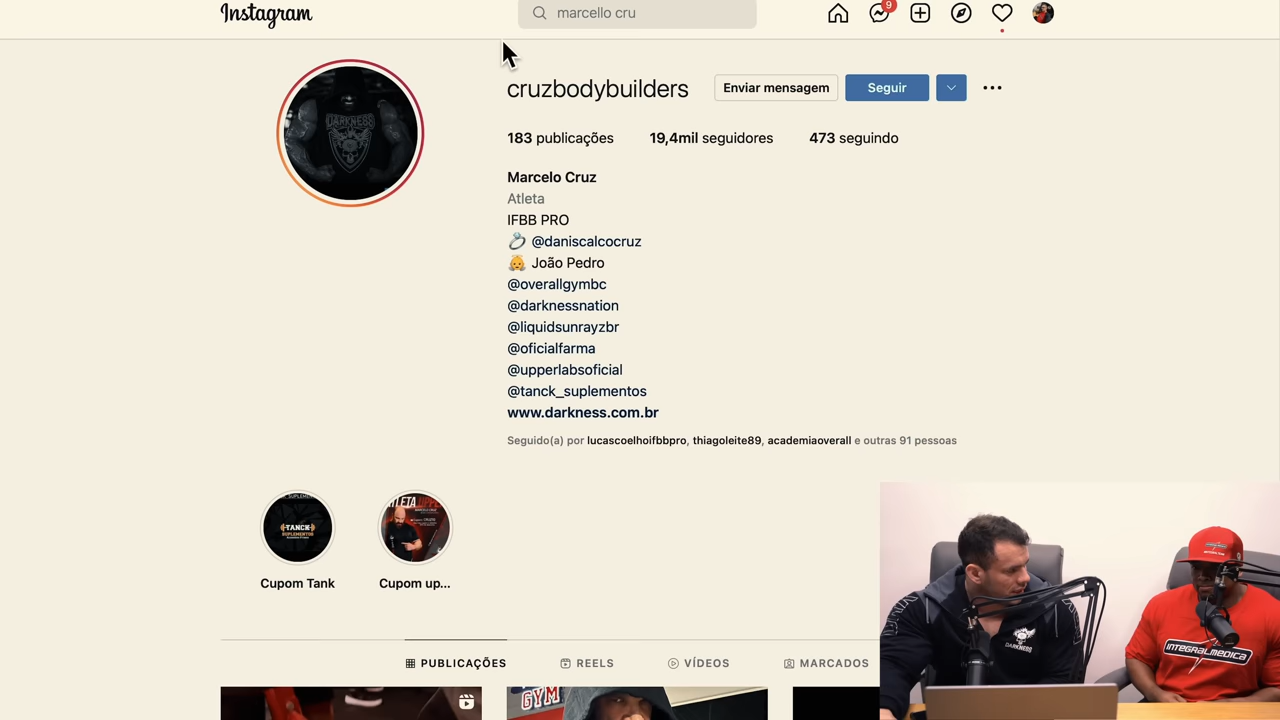 Instagram
marcello cru
9
cruzbodybuilders
Enviar mensagem
Seguir
183 publicações
19,4mil seguidores
473 seguindo
Marcelo Cruz
Atleta
IFBB PRO
@daniscalcocruz
João Pedro
@overallgymbc
@darknessnation
@liquidsunrayzbr
@oficialfarma
@upperlabsoficial
@tanck_suplementos
www.darkness.com.br
Seguido(a) por lucascoelhoifbbpro, thiagoleite89, academiaoverall e outras 91 pessoas
DARKNESS
TANCK
SUPLEMENTOS
Cupom Tank
Cupom up...
PUBLICAÇÕES
REELS
VÍDEOS
MARCADOS
GYM
DARKNESS
INTEGRALMEDICA